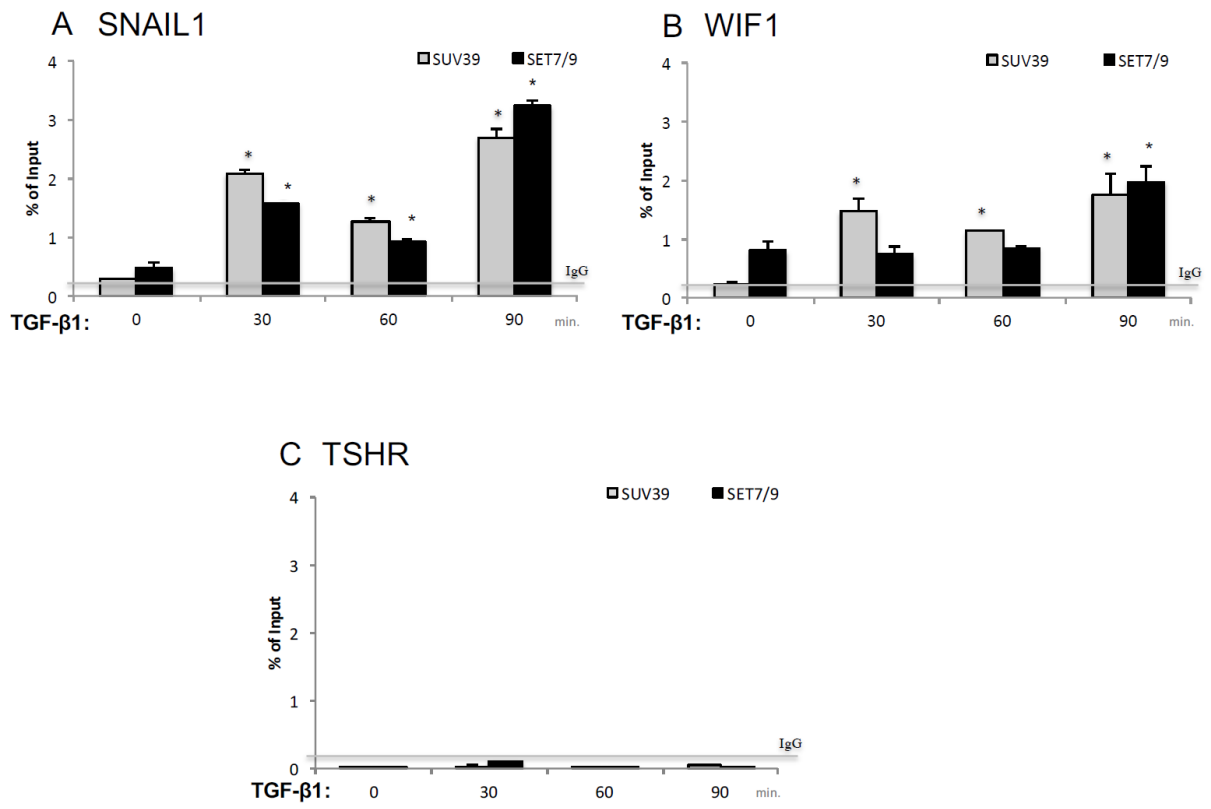 A SNAIL1
SUV39 SET7/9
4
3
2
1
0
% of Input
* * * * * *
IgG
TGF-β1: 0 30 60 90 min.
B WIF1
SUV39 SET7/9
4
3
2
1
0
% of Input
* * * *
IgG
TGF-β1: 0 30 60 90 min.
C TSHR
SUV39 SET7/9
4
3
2
1
0
% of Input
IgG
TGF-β1: 0 30 60 90 min.